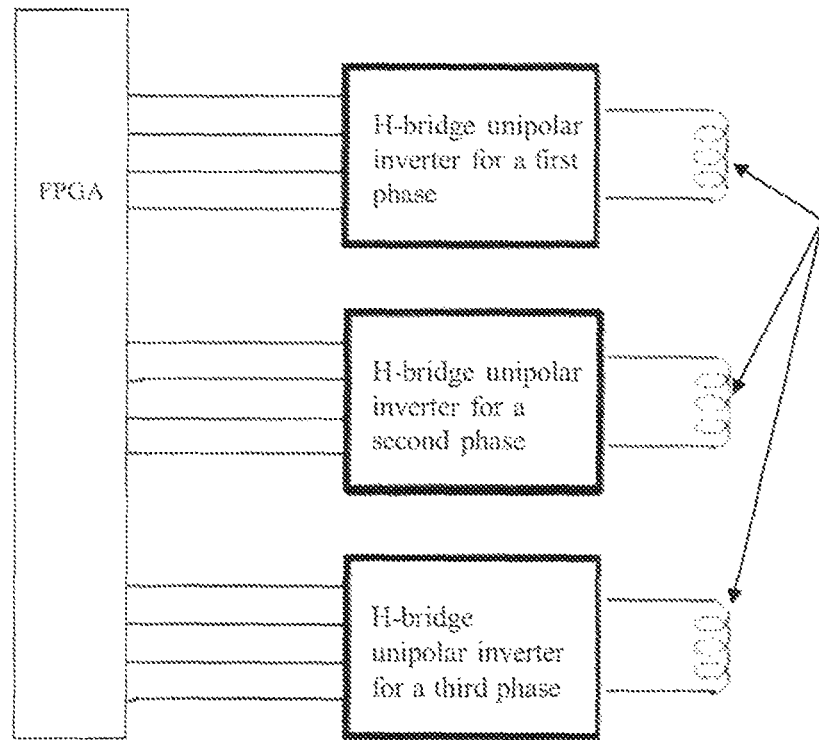 FPGA
H-bridge unipolar
inverter for a first
phase
H-bridge unipolar
inverter for a
second phase
H-bridge
unipolar inverter
for a third phase